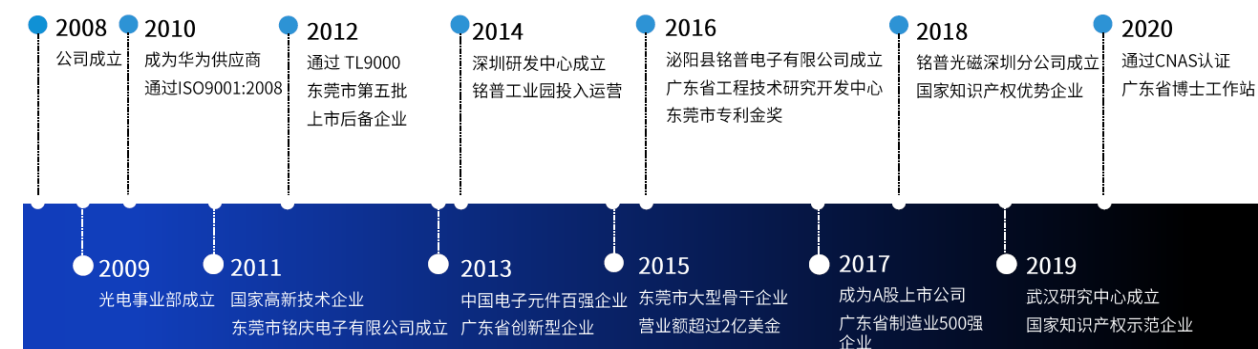 2008
公司成立
2010
成为华为供应商
通过ISO9001:2008
2012
通过 TL9000
东莞市第五批
上市后备企业
2014
深圳研发中心成立
铭普工业园投入运营
2016
泌阳县铭普电子有限公司成立
广东省工程技术研究开发中心
东莞市专利金奖
2018
铭普光磁深圳分公司成立
国家知识产权优势企业
2020
通过CNAS认证
广东省博士工作站
2009
光电事业部成立
2011
国家高新技术企业
东莞市铭庆电子有限公司成立
2013
中国电子元件百强企业
广东省创新型企业
2015
东莞市大型骨干企业
营业额超过2亿美金
2017
成为A股上市公司
广东省制造业500强
企业
2019
武汉研究中心成立
国家知识产权示范企业